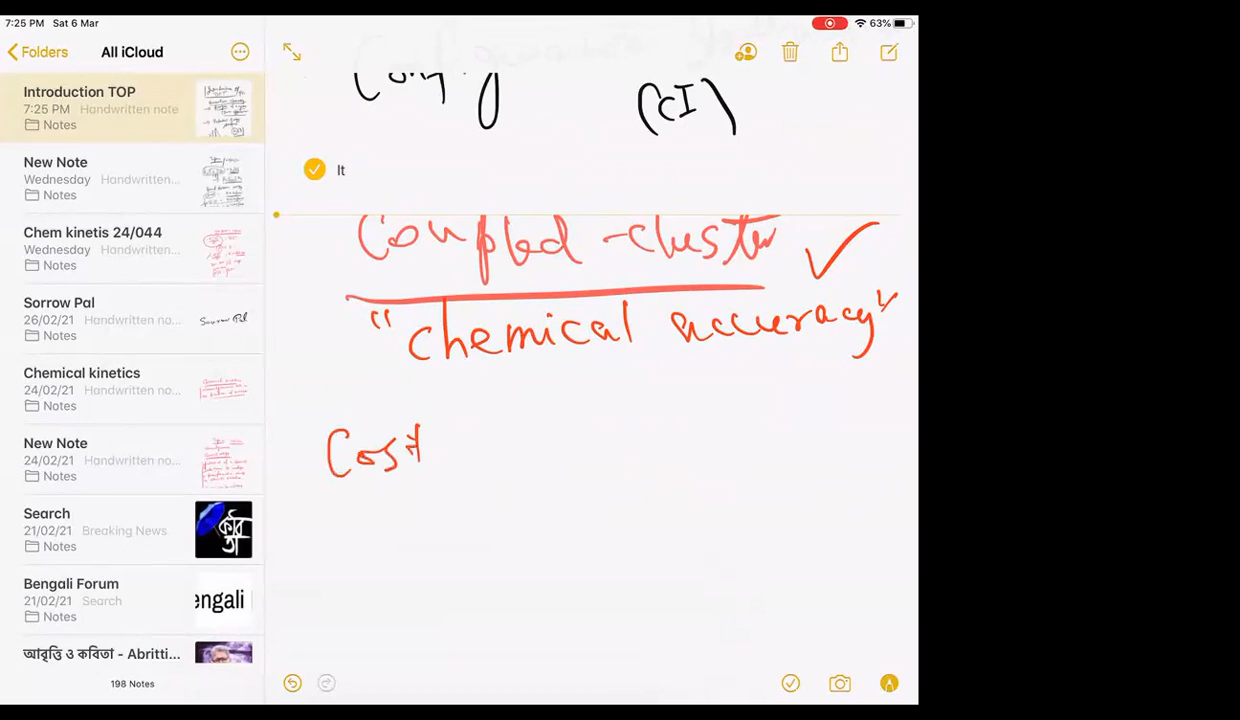 7:25 PM Sat 6 Mar
63%
Folders
All iCloud
Introduction TOP
7:25 PM Handwritten note
Notes
New Note
Wednesday Handwritten...
Notes
Chem kinetis 24/044
Wednesday Handwritten...
Notes
Sorrow Pal
26/02/21 Handwritten no...
Notes
Chemical kinetics
24/02/21 Handwritten no...
Notes
New Note
24/02/21 Handwritten no...
Notes
Search
21/02/21 Breaking News
Notes
Bengali Forum
21/02/21 Search
Notes
engali
আবৃত্তি ও কবিতা - Abritti...
198 Notes
(CI)
It
Coupled-cluster
"chemical accuracy"
Cost